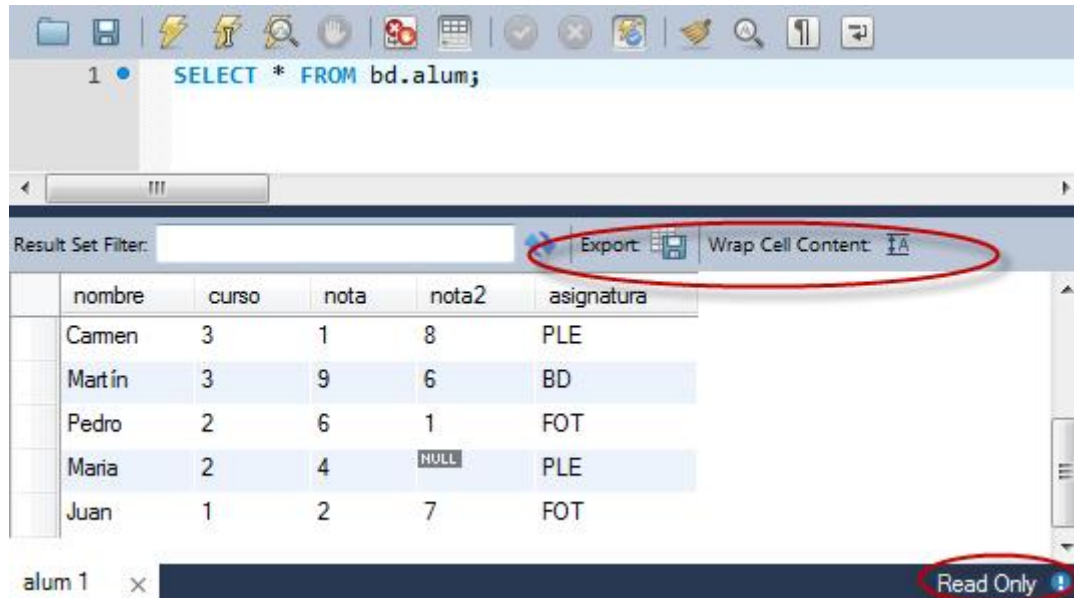 1 SELECT * FROM bd.alum;
Result Set Filter: Export: Wrap Cell Content: IA
nombre curso nota nota2 asignatura
Carmen 3 1 8 PLE
Martín 3 9 6 BD
Pedro 2 6 1 FOT
Maria 2 4 NULL PLE
Juan 1 2 7 FOT
alum 1 × Read Only